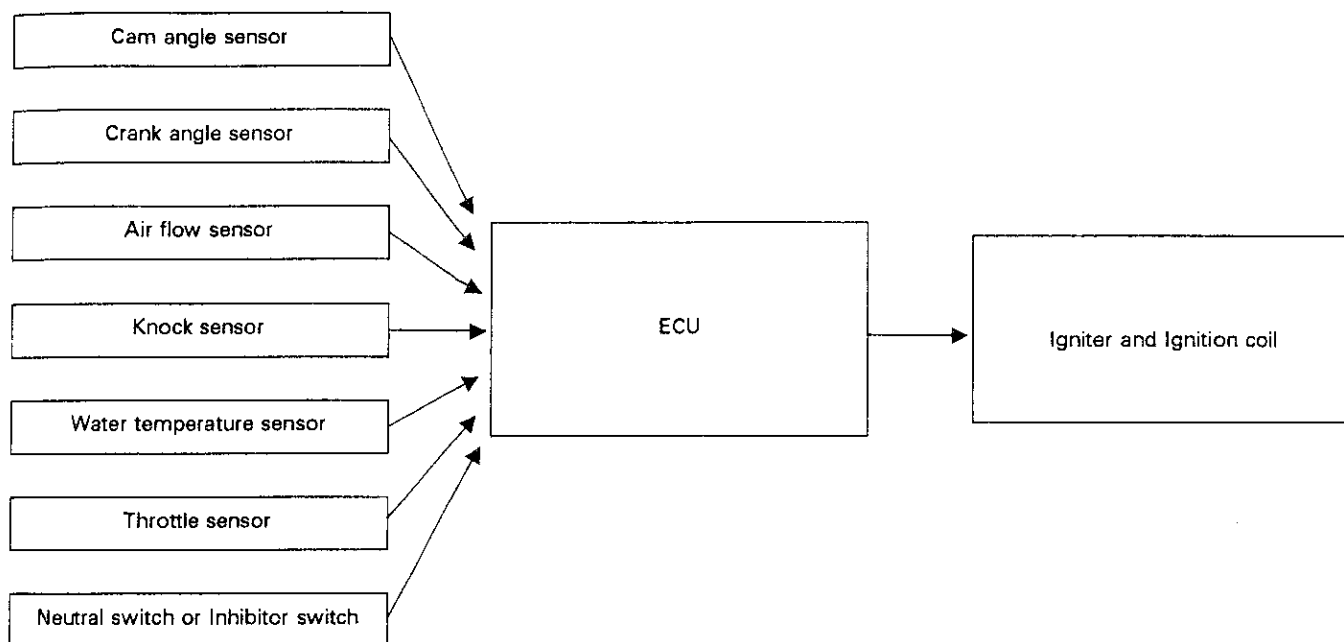 Cam angle sensor
Crank angle sensor
Air flow sensor
Knock sensor
Water temperature sensor
Throttle sensor
Neutral switch or Inhibitor switch
ECU
Igniter and Ignition coil